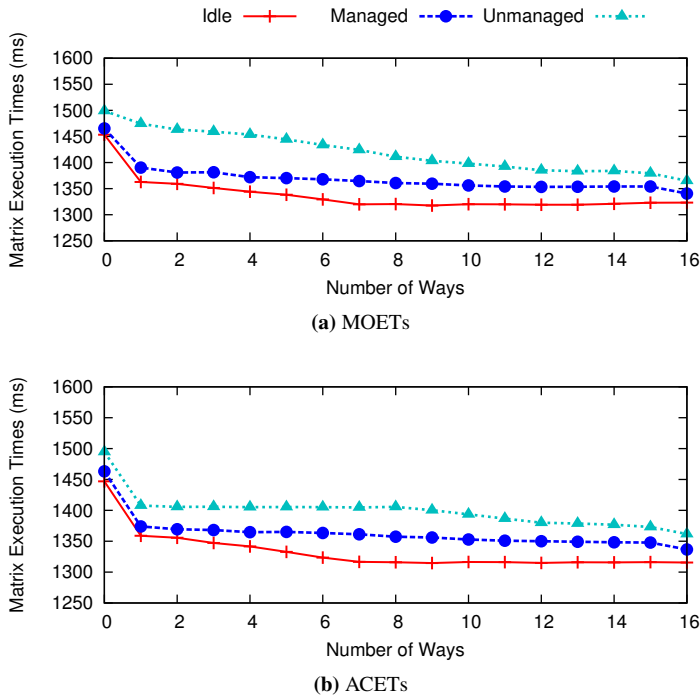 Idle Managed Unmanaged
Matrix Execution Times (ms)
1600
1550
1500
1450
1400
1350
1300
1250
0 2 4 6 8 10 12 14 16
Number of Ways
(a) MOETs
Matrix Execution Times (ms)
1600
1550
1500
1450
1400
1350
1300
1250
0 2 4 6 8 10 12 14 16
Number of Ways
(b) ACETs